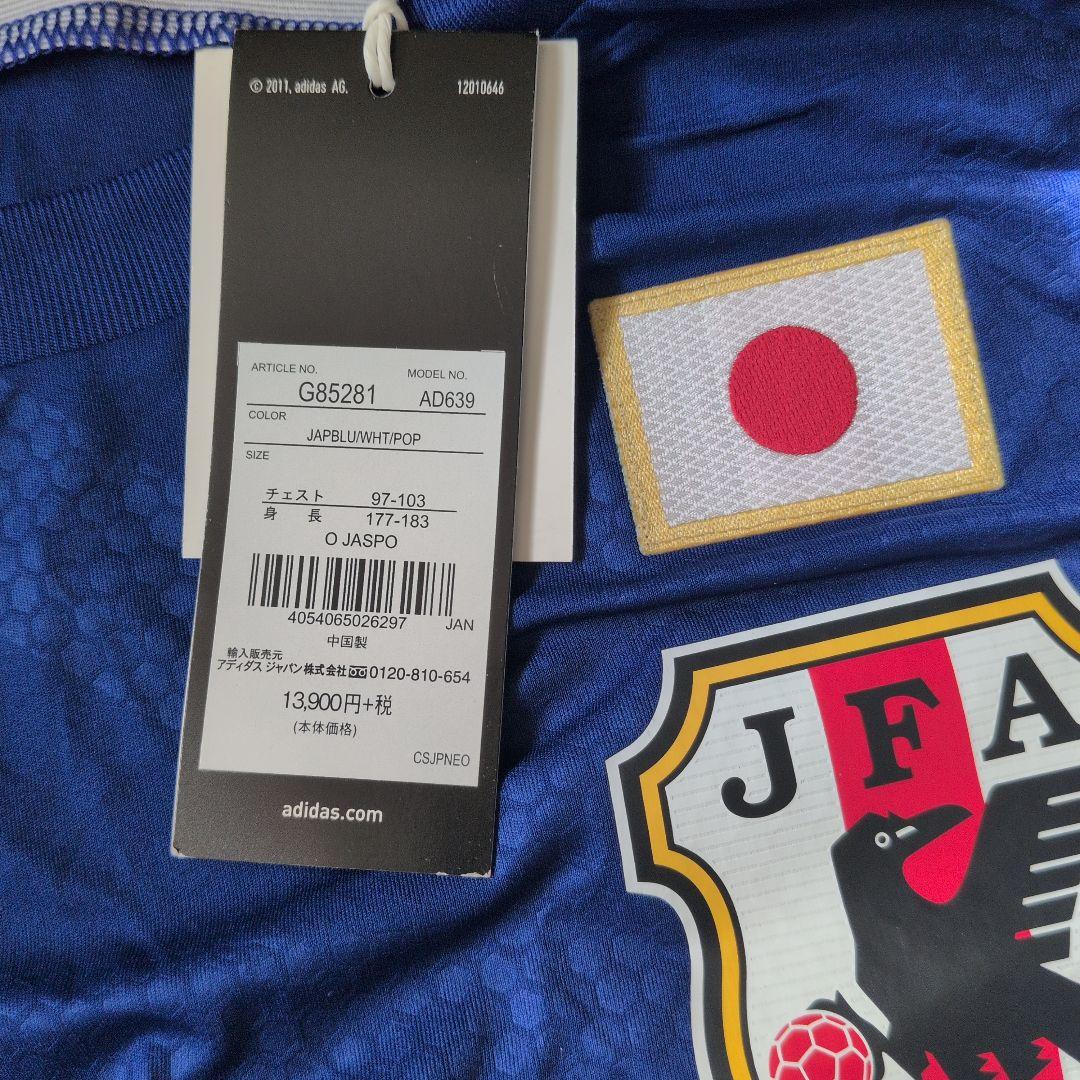 © 2011, adidas AG. 12010646
ARTICLE NO. MODEL NO.
G85281 AD639
COLOR
JAPBLU/WHT/POP
SIZE
チェスト 97-103
身 長 177-183
O JASPO
4054065026297 JAN
中国製
輸入販売元
アディダス ジャパン株式会社 0120-810-654
13,900円+税
(本体価格)
CSJPNEO
adidas.com
JFA